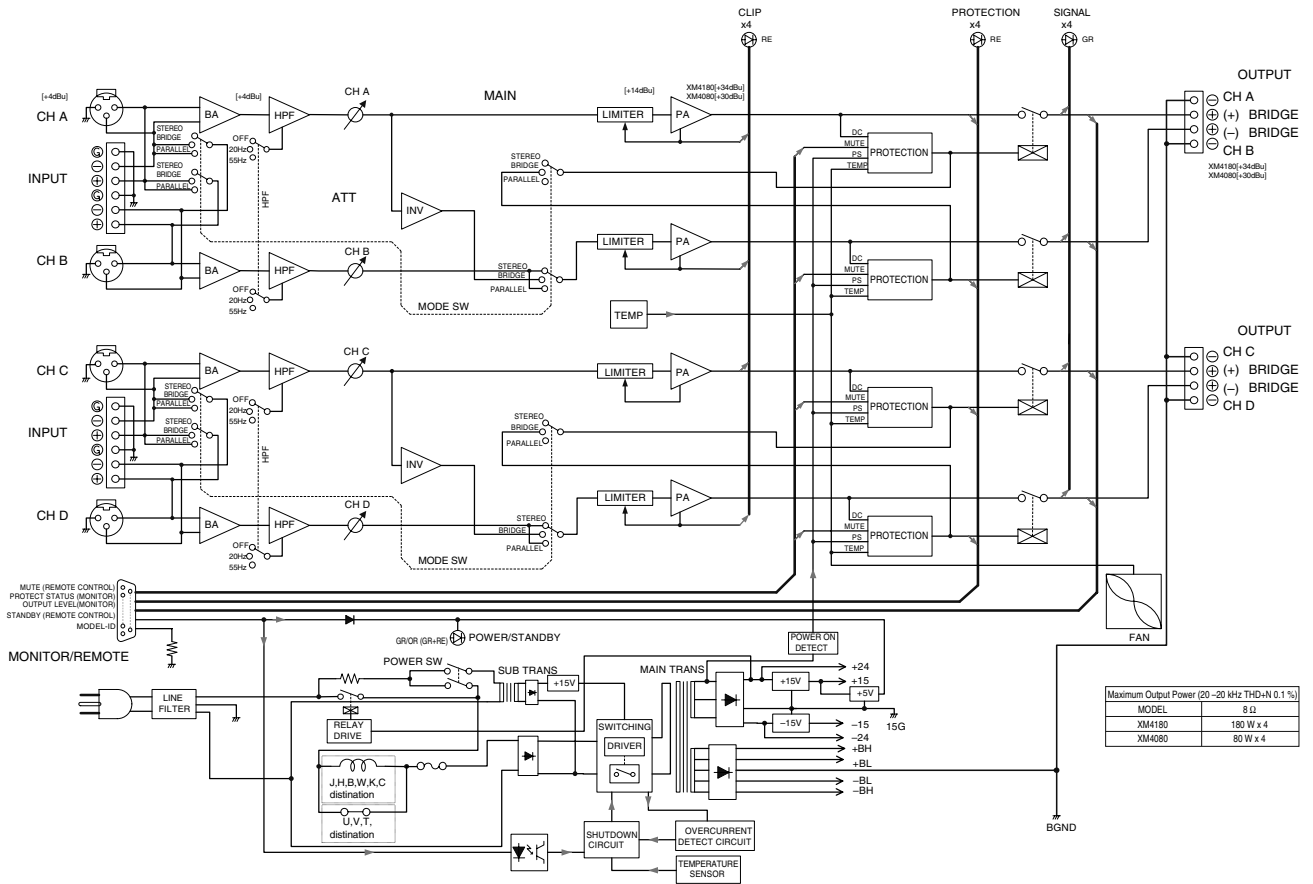 CLIP
x4
RE
PROTECTION
x4
RE
SIGNAL
x4
GR
OUTPUT
[+4dBu]
CH A
BA
[+4dBu]
HPF
CH A
MAIN
[+14dBu]
LIMITER
XM4180[+34dBu]
XM4080[+30dBu]
PA
CH A
(+) BRIDGE
(–) BRIDGE
CH B
XM4180[+34dBu]
XM4080[+30dBu]
STEREO
BRIDGE
PARALLEL
OFF
20Hz
55Hz
DC
MUTE
PS
TEMP
PROTECTION
INPUT
G
G
STEREO
BRIDGE
PARALLEL
HPF
ATT
STEREO
BRIDGE
PARALLEL
INV
LIMITER
PA
CH B
BA
HPF
CH B
STEREO
BRIDGE
PARALLEL
OFF
20Hz
55Hz
MODE SW
DC
MUTE
PS
TEMP
PROTECTION
TEMP
OUTPUT
CH C
BA
HPF
CH C
LIMITER
PA
CH C
(+) BRIDGE
(–) BRIDGE
CH D
STEREO
BRIDGE
PARALLEL
OFF
20Hz
55Hz
DC
MUTE
PS
TEMP
PROTECTION
INPUT
G
G
STEREO
BRIDGE
PARALLEL
HPF
STEREO
BRIDGE
PARALLEL
INV
LIMITER
PA
CH D
BA
HPF
CH D
STEREO
BRIDGE
PARALLEL
OFF
20Hz
55Hz
MODE SW
DC
MUTE
PS
TEMP
PROTECTION
FAN
MUTE (REMOTE CONTROL)
PROTECT STATUS (MONITOR)
OUTPUT LEVEL(MONITOR)
STANDBY (REMOTE CONTROL)
MODEL-ID
MONITOR/REMOTE
GR/OR (GR+RE)
POWER/STANDBY
POWER ON
DETECT
POWER SW
SUB TRANS
+15V
MAIN TRANS
+24
+15V
+15
+5V
–15V
15G
–15
–24
+BH
+BL
–BL
–BH
LINE
FILTER
RELAY
DRIVE
SWITCHING
DRIVER
J,H,B,W,K,C
distination
U,V,T,
distination
SHUTDOWN
CIRCUIT
OVERCURRENT
DETECT CIRCUIT
TEMPERATURE
SENSOR
BGND
Maximum Output Power (20 –20 kHz THD+N 0.1 %)
MODEL 8 Ω
XM4180 180 W x 4
XM4080 80 W x 4